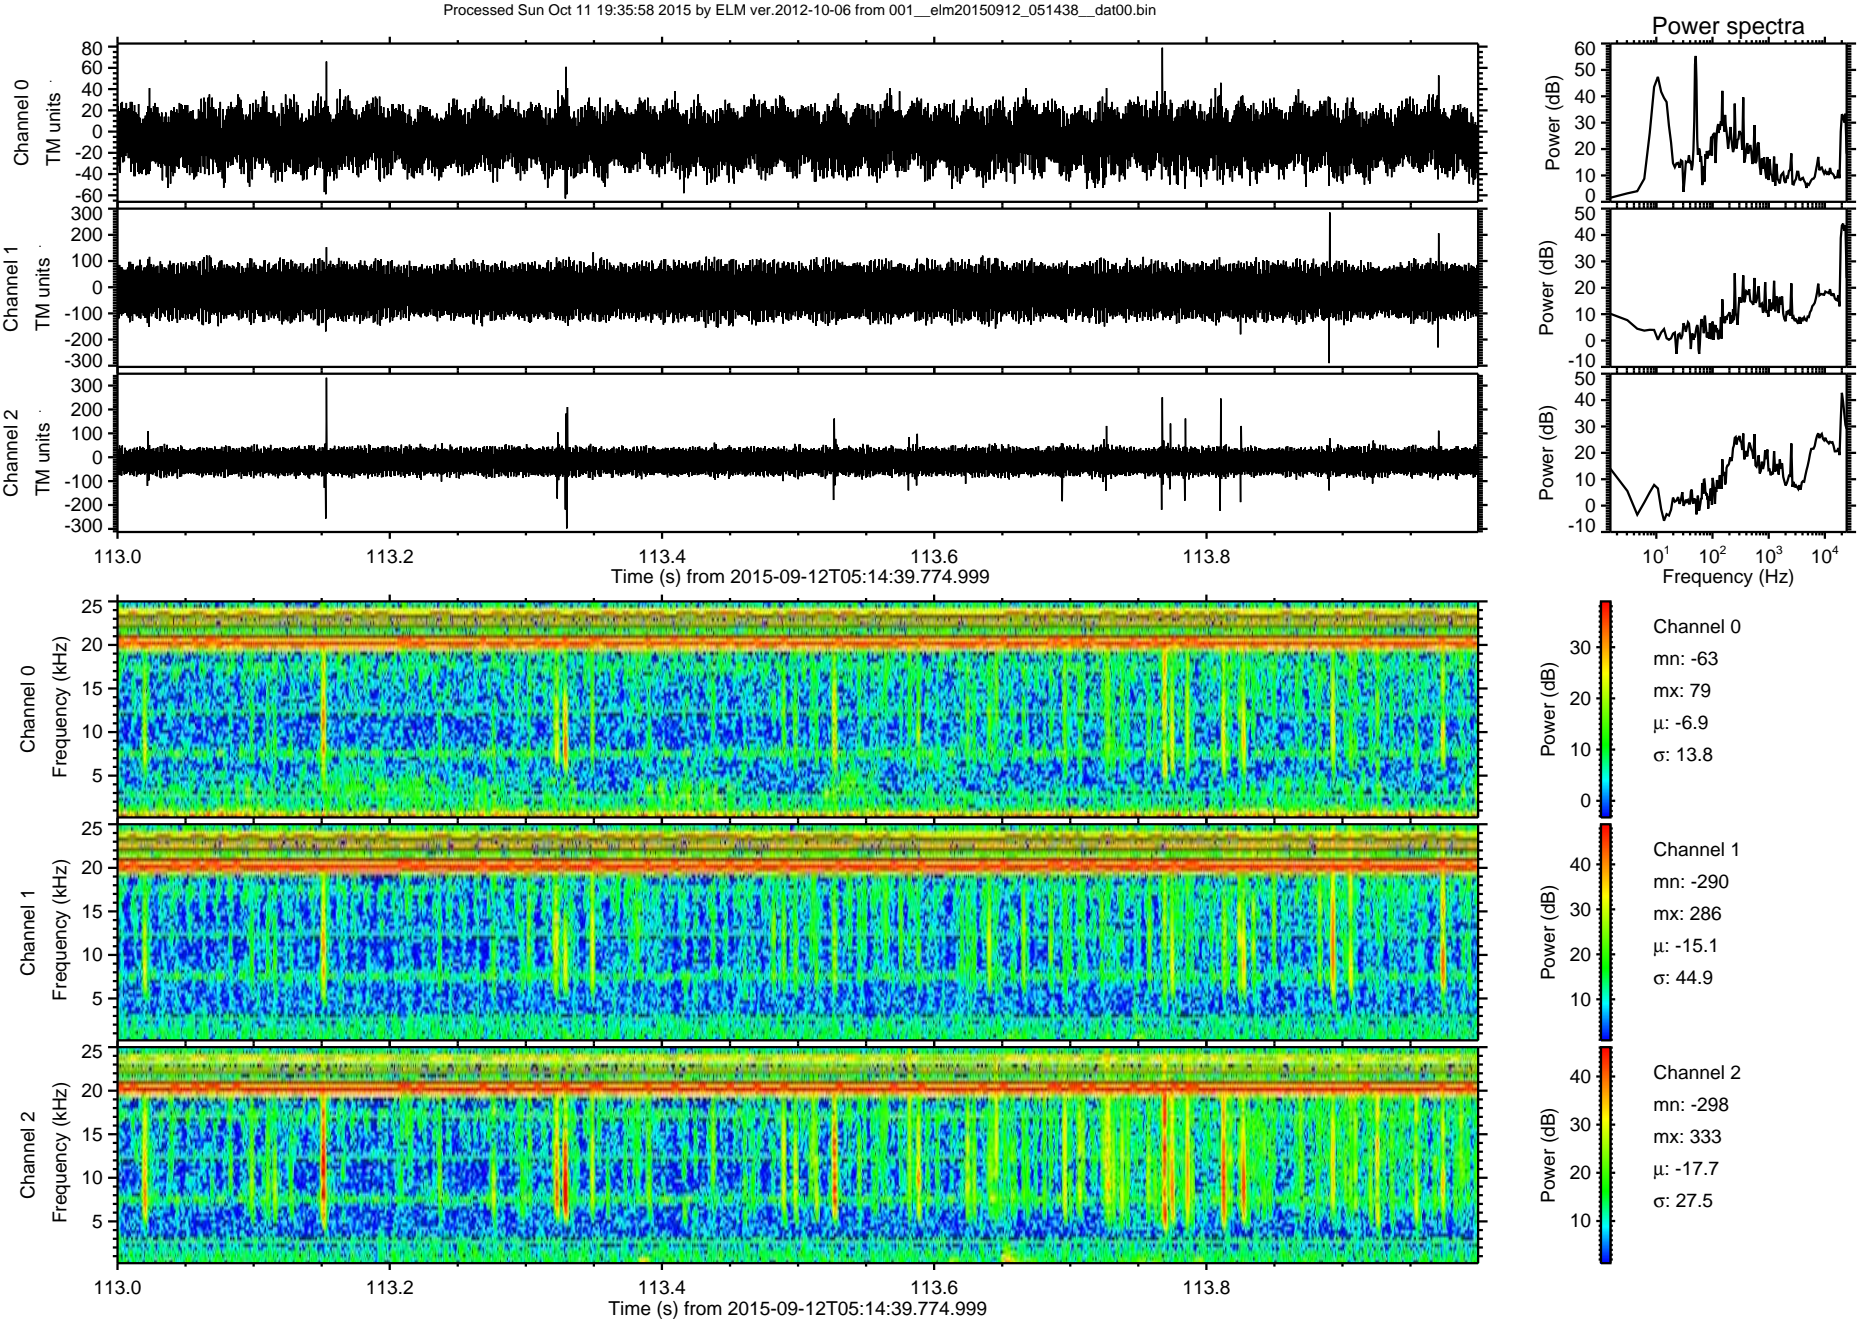 Processed Sun Oct 11 19:35:58 2015 by ELM ver.2012-10-06 from 001__elm20150912_051438__dat00.bin
Power spectra
Channel 0
TM units
80
60
40
20
0
-20
-40
-60
Power (dB)
60
50
40
30
20
10
0
Channel 1
TM units
300
200
100
0
-100
-200
-300
Power (dB)
50
40
30
20
10
0
-10
Channel 2
TM units
300
200
100
0
-100
-200
-300
Power (dB)
50
40
30
20
10
0
-10
113.0 113.2 113.4 113.6 113.8
Time (s) from 2015-09-12T05:14:39.774.999
10¹ 10² 10³ 10⁴
Frequency (Hz)
Channel 0
Frequency (kHz)
25
20
15
10
5
Power (dB)
30
20
10
0
Channel 0
mn: -63
mx: 79
μ: -6.9
σ: 13.8
Channel 1
Frequency (kHz)
25
20
15
10
5
Power (dB)
40
30
20
10
Channel 1
mn: -290
mx: 286
μ: -15.1
σ: 44.9
Channel 2
Frequency (kHz)
25
20
15
10
5
Power (dB)
40
30
20
10
Channel 2
mn: -298
mx: 333
μ: -17.7
σ: 27.5
113.0 113.2 113.4 113.6 113.8
Time (s) from 2015-09-12T05:14:39.774.999